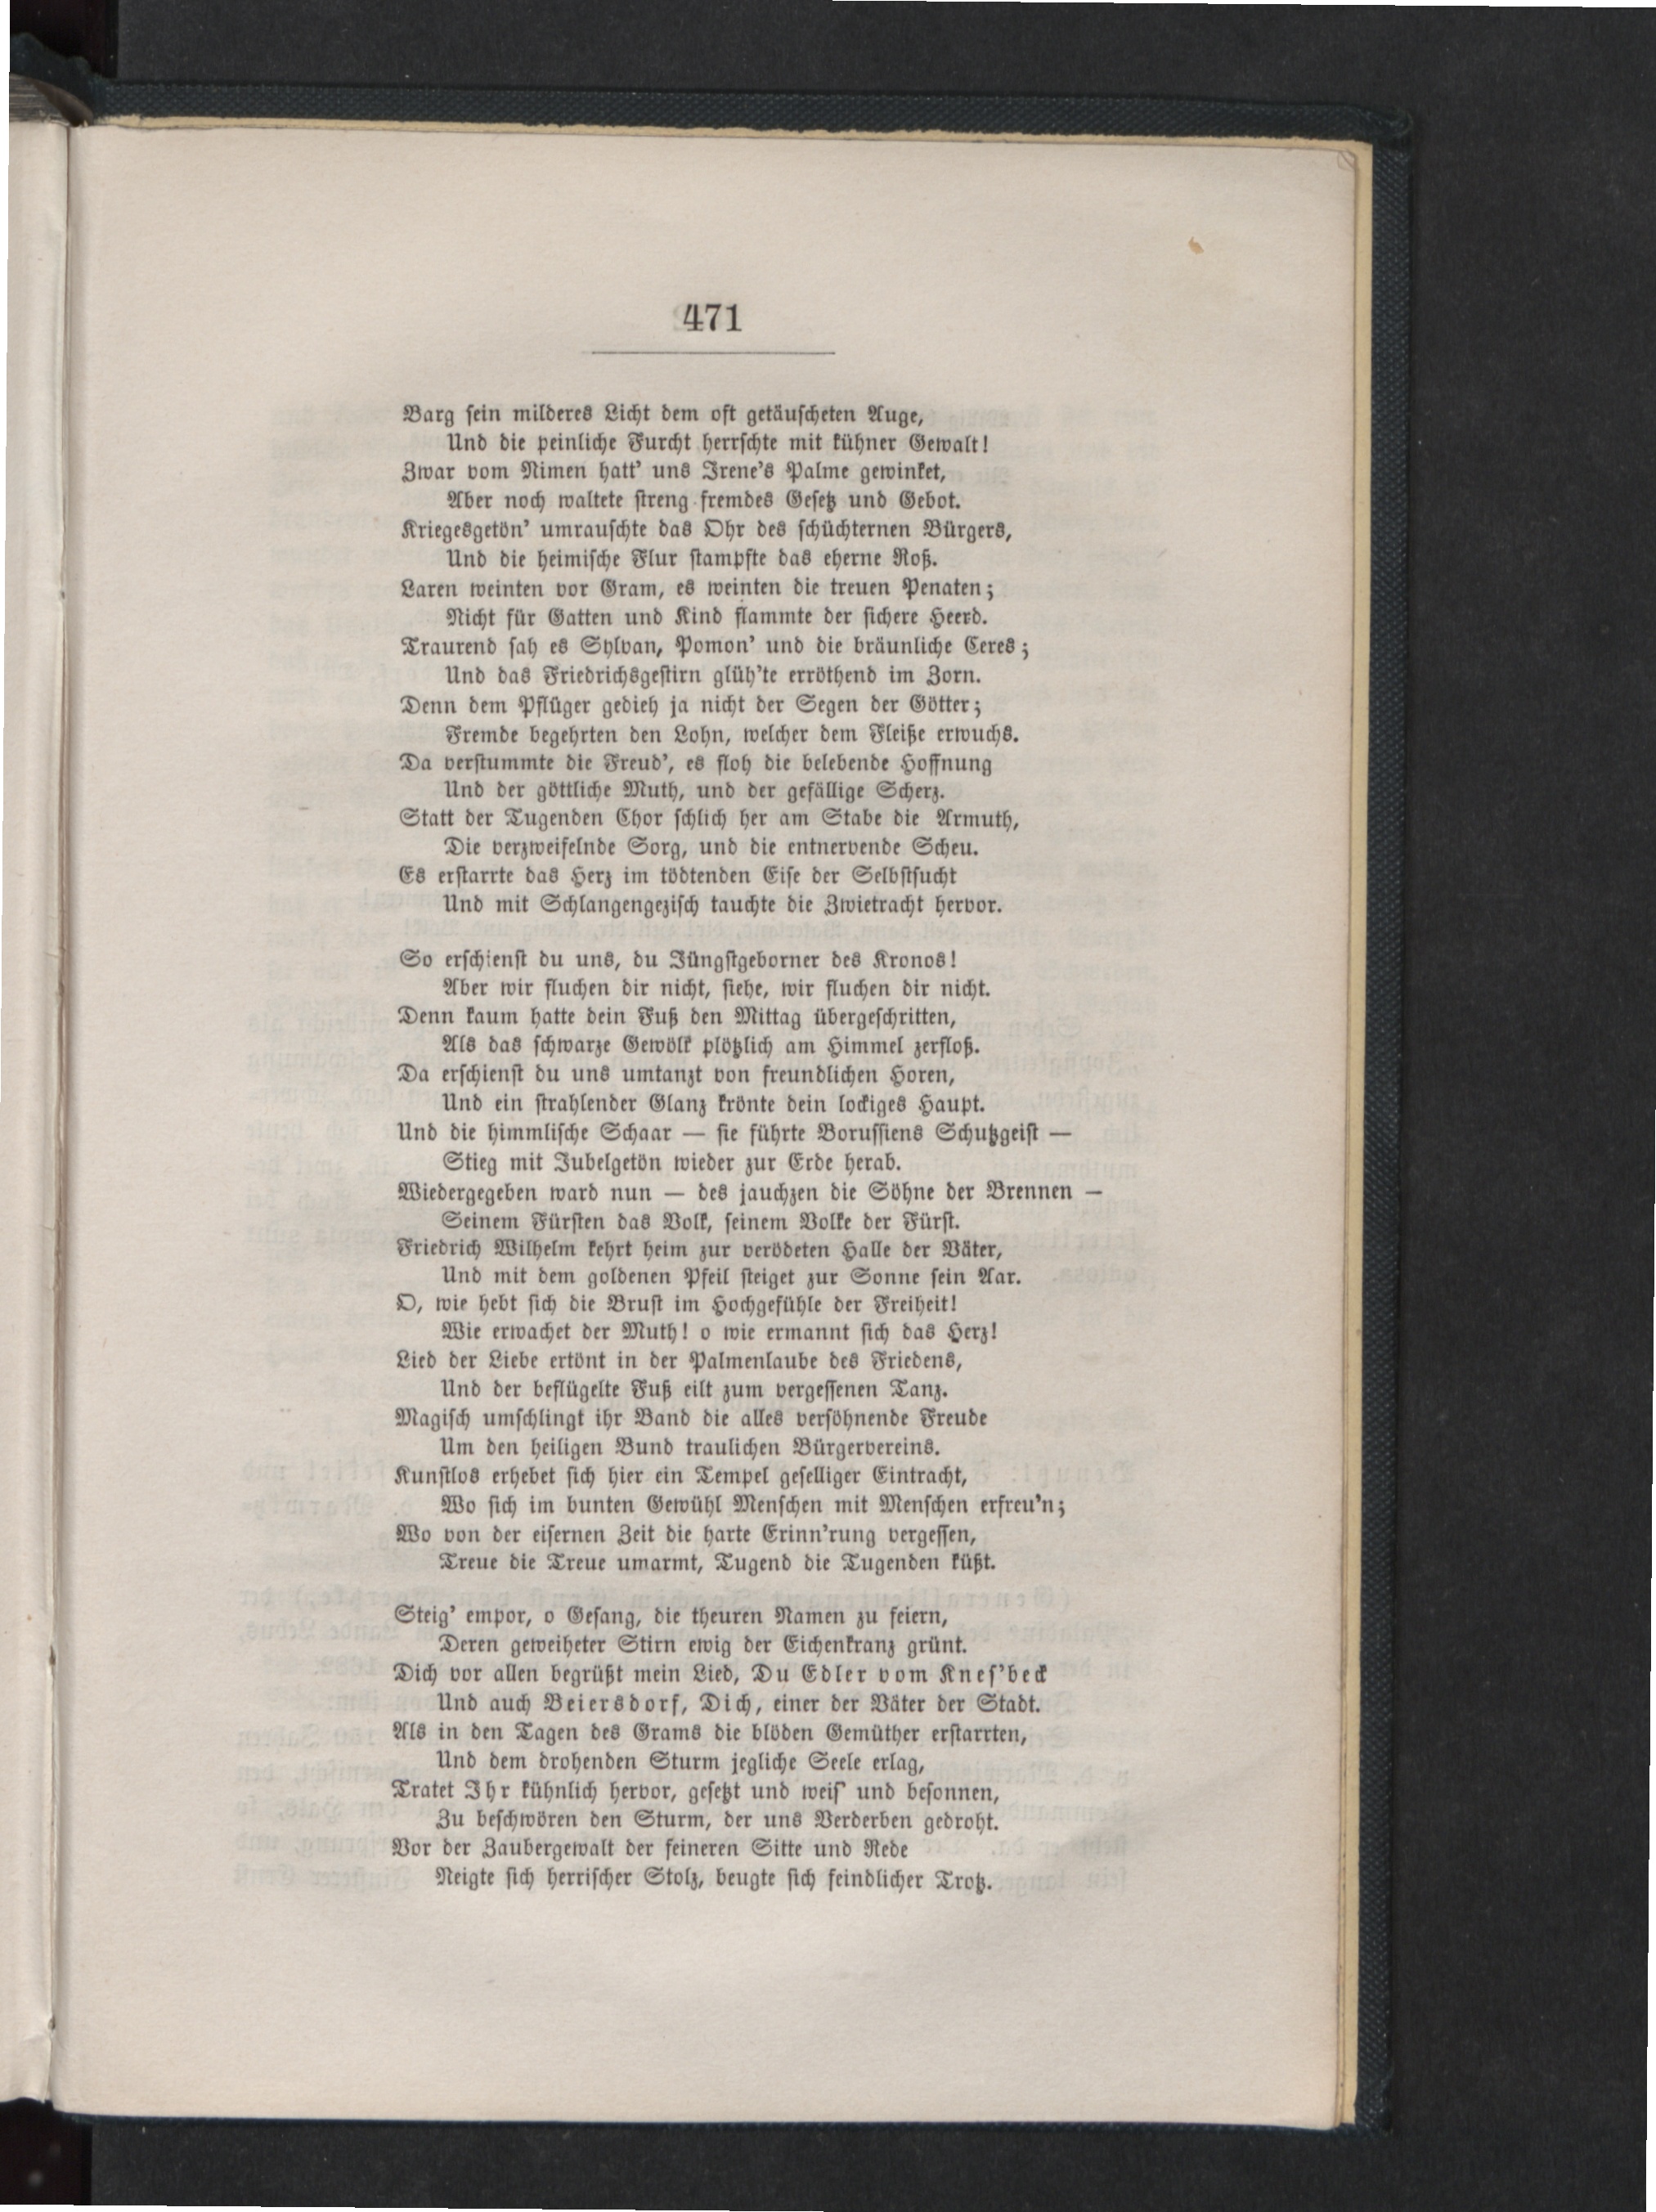 471
Barg sein milderes Licht dem oft getäuscheten Auge,
Und die peinliche Furcht herrschte mit kühner Gewalt!
Zwar vom Nimen hatt' uns Irene's Palme gewinket,
Aber noch waltete streng fremdes Gesetz und Gebot.
Kriegesgetön' umrauschte das Ohr des schüchternen Bürgers,
Und die heimische Flur stampfte das eherne Roß.
Laren weinten vor Gram, es weinten die treuen Penaten;
Nicht für Gatten und Kind flammte der sichere Heerd.
Traurend sah es Sylvan, Pomon' und die bräunliche Ceres;
Und das Friedrichsgestirn glüh'te erröthend im Zorn.
Denn dem Pflüger gedieh ja nicht der Segen der Götter;
Fremde begehrten den Lohn, welcher dem Fleiße erwuchs.
Da verstummte die Freud', es floh die belebende Hoffnung
Und der göttliche Muth, und der gefällige Scherz.
Statt der Tugenden Chor schlich her am Stabe die Armuth,
Die verzweifelnde Sorg, und die entnervende Scheu.
Es erstarrte das Herz im tödtenden Eise der Selbstsucht
Und mit Schlangengezisch tauchte die Zwietracht hervor.
So erschienst du uns, du Jüngstgeborner des Kronos!
Aber wir fluchen dir nicht, siehe, wir fluchen dir nicht.
Denn kaum hatte dein Fuß den Mittag übergeschritten,
Als das schwarze Gewölk plötzlich am Himmel zerfloß.
Da erschienst du uns umtanzt von freundlichen Horen,
Und ein strahlender Glanz krönte dein lockiges Haupt.
Und die himmlische Schaar — sie führte Borussiens Schutzgeist —
Stieg mit Jubelgetön wieder zur Erde herab.
Wiedergegeben ward nun — des jauchzen die Söhne der Brennen —
Seinem Fürsten das Volk, seinem Volke der Fürst.
Friedrich Wilhelm kehrt heim zur verödeten Halle der Väter,
Und mit dem goldenen Pfeil steiget zur Sonne sein Aar.
O, wie hebt sich die Brust im Hochgefühle der Freiheit!
Wie erwachet der Muth! o wie ermannt sich das Herz!
Lied der Liebe ertönt in der Palmenlaube des Friedens,
Und der beflügelte Fuß eilt zum vergessenen Tanz.
Magisch umschlingt ihr Band die alles versöhnende Freude
Um den heiligen Bund traulichen Bürgervereins.
Kunstlos erhebet sich hier ein Tempel geselliger Eintracht,
Wo sich im bunten Gewühl Menschen mit Menschen erfreu'n;
Wo von der eisernen Zeit die harte Erinn'rung vergessen,
Treue die Treue umarmt, Tugend die Tugenden küßt.
Steig' empor, o Gesang, die theuren Namen zu feiern,
Deren geweiheter Stirn ewig der Eichenkranz grünt.
Dich vor allen begrüßt mein Lied, Du Edler vom Knes'beck
Und auch Beiersdorf, Dich, einer der Väter der Stadt.
Als in den Tagen des Grams die blöden Gemüther erstarrten,
Und dem drohenden Sturm jegliche Seele erlag,
Tratet Ihr kühnlich hervor, gesetzt und weis' und besonnen,
Zu beschwören den Sturm, der uns Verderben gedroht.
Vor der Zaubergewalt der feineren Sitte und Rede
Neigte sich herrischer Stolz, beugte sich feindlicher Trotz.